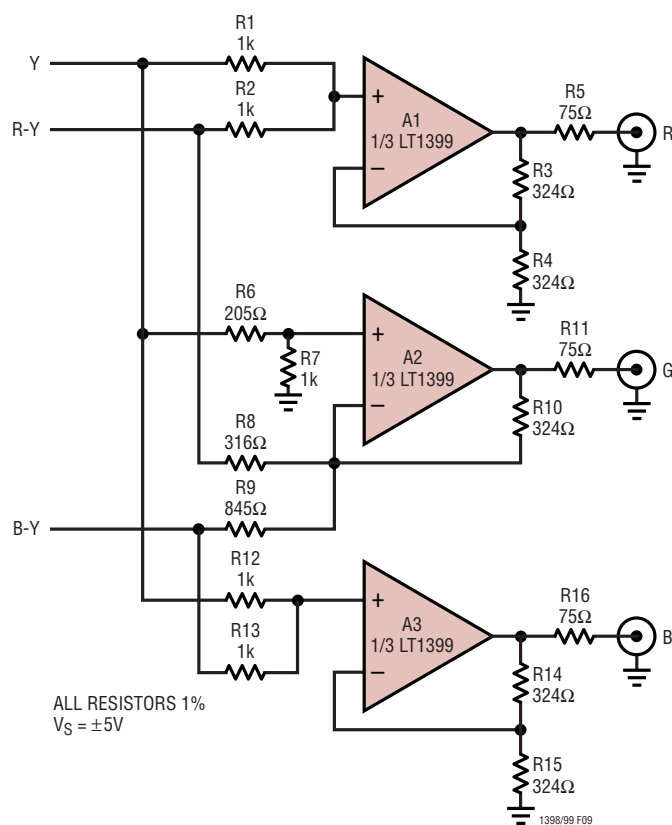 R1
1k
Y
R2
1k
R-Y
+
A1
1/3 LT1399
−
R5
75Ω
R
R3
324Ω
R4
324Ω
R6
205Ω
R7
1k
+
A2
1/3 LT1399
−
R11
75Ω
G
R10
324Ω
R8
316Ω
R9
845Ω
B-Y
R12
1k
R13
1k
+
A3
1/3 LT1399
−
R16
75Ω
B
R14
324Ω
R15
324Ω
ALL RESISTORS 1%
VS = ±5V
1398/99 F09